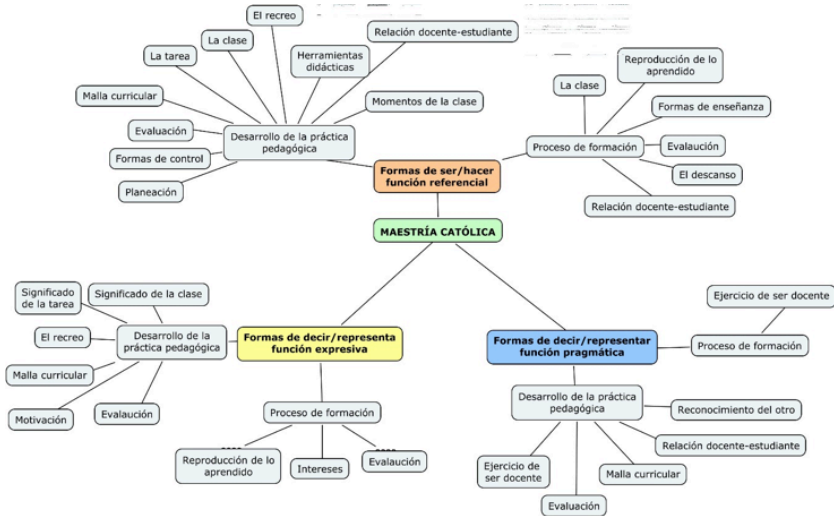 El recreo
Relación docente-estudiante
La clase
Herramientas
didácticas
La tarea
Malla curricular
Momentos de la clase
Evaluación
Desarrollo de la práctica
pedagógica
Formas de control
Planeación
Reproducción de lo
aprendido
La clase
Formas de enseñanza
Proceso de formación
Evalaución
El descanso
Relación docente-estudiante
Formas de ser/hacer
función referencial
MAESTRÍA CATÓLICA
Significado
de la tarea
Significado de la clase
El recreo
Desarrollo de la
práctica pedagógica
Malla curricular
Motivación
Evalaución
Formas de decir/representa
función expresiva
Proceso de formación
Reproducción de lo
aprendido
Intereses
Evalaución
Formas de decir/representar
función pragmática
Ejercicio de ser docente
Proceso de formación
Desarrollo de la práctica
pedagógica
Reconocimiento del otro
Relación docente-estudiante
Malla curricular
Ejercicio de
ser docente
Evaluación